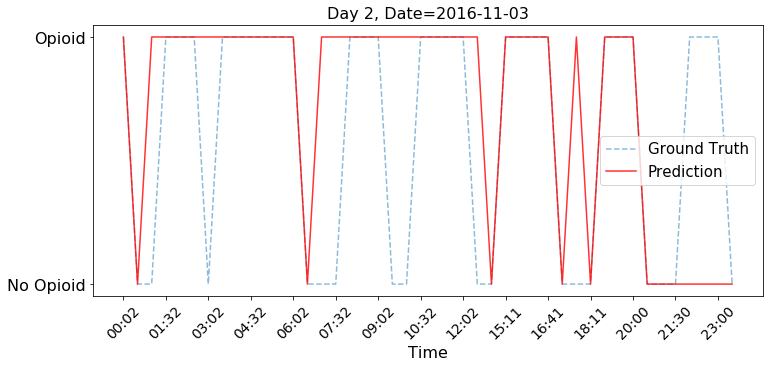 Day 2, Date=2016-11-03
Opioid
No Opioid
Ground Truth
Prediction
00:02
01:32
03:02
04:32
06:02
07:32
09:02
10:32
12:02
15:11
16:41
18:11
20:00
21:30
23:00
Time